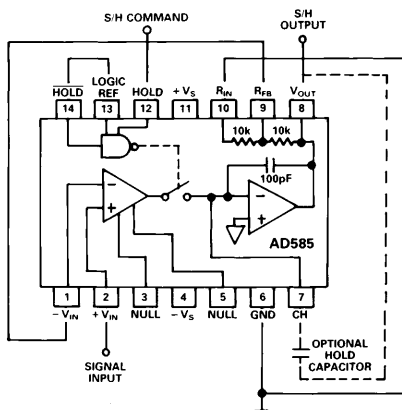 S/H COMMAND
S/H OUTPUT
HOLD
LOGIC REF
HOLD
+ VS
RIN
RFB
VOUT
14 13 12 11 10 9 8
10k 10k
100pF
− +
− +
AD585
1 2 3 4 5 6 7
− VIN
+ VIN
NULL
− VS
NULL
GND
CH
SIGNAL INPUT
OPTIONAL HOLD CAPACITOR